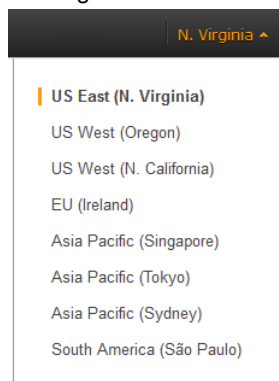 N. Virginia
US East (N. Virginia)
US West (Oregon)
US West (N. California)
EU (Ireland)
Asia Pacific (Singapore)
Asia Pacific (Tokyo)
Asia Pacific (Sydney)
South America (São Paulo)